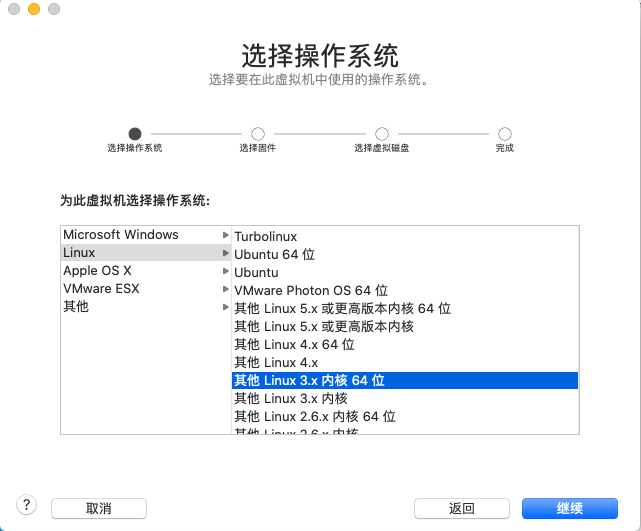 选择操作系统
选择要在此虚拟机中使用的操作系统。
选择操作系统
选择固件
选择虚拟磁盘
完成
为此虚拟机选择操作系统:
Microsoft Windows
Linux
Apple OS X
VMware ESX
其他
Turbolinux
Ubuntu 64 位
Ubuntu
VMware Photon OS 64 位
其他 Linux 5.x 或更高版本内核 64 位
其他 Linux 5.x 或更高版本内核
其他 Linux 4.x 64 位
其他 Linux 4.x
其他 Linux 3.x 内核 64 位
其他 Linux 3.x 内核
其他 Linux 2.6.x 内核 64 位
其他 Linux 2.6.x 内核
?
取消
返回
继续